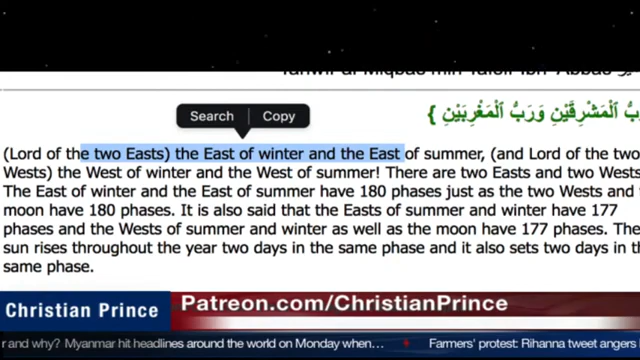 Tanwîr al-Miqbâs min Tafsîr Ibn 'Abbâs
ٱلْمَشْرِقَيْنِ وَرَبُّ ٱلْمَغْرِبَيْنِ }
Search Copy
(Lord of the two Easts) the East of winter and the East of summer, (and Lord of the two
Wests) the West of winter and the West of summer! There are two Easts and two Wests
The East of winter and the East of summer have 180 phases just as the two Wests and
moon have 180 phases. It is also said that the Easts of summer and winter have 177
phases and the Wests of summer and winter as well as the moon have 177 phases. The
sun rises throughout the year two days in the same phase and it also sets two days in th
same phase.
Christian Prince
Patreon.com/ChristianPrince
r and why? Myanmar hit headlines around the world on Monday when... Farmers' protest: Rihanna tweet angers